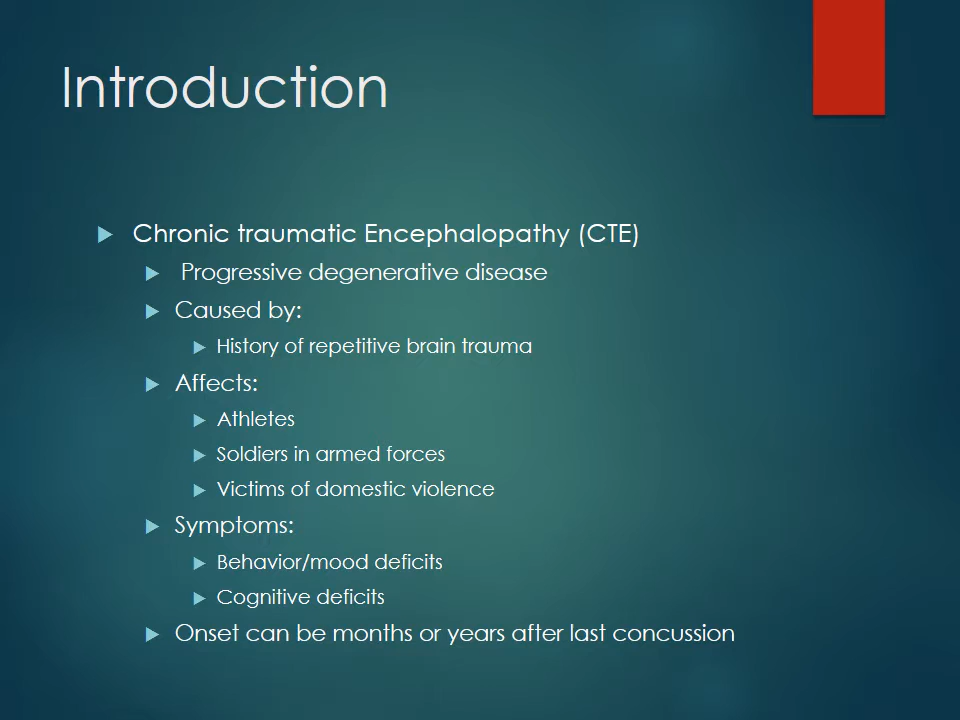 Introduction
Chronic traumatic Encephalopathy (CTE)
Progressive degenerative disease
Caused by:
History of repetitive brain trauma
Affects:
Athletes
Soldiers in armed forces
Victims of domestic violence
Symptoms:
Behavior/mood deficits
Cognitive deficits
Onset can be months or years after last concussion